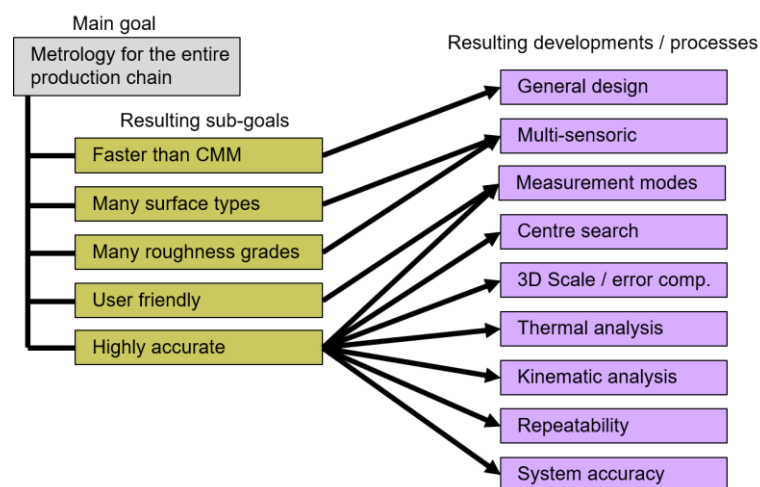 Main goal
Metrology for the entire
production chain
Resulting sub-goals
Faster than CMM
Many surface types
Many roughness grades
User friendly
Highly accurate
Resulting developments / processes
General design
Multi-sensoric
Measurement modes
Centre search
3D Scale / error comp.
Thermal analysis
Kinematic analysis
Repeatability
System accuracy